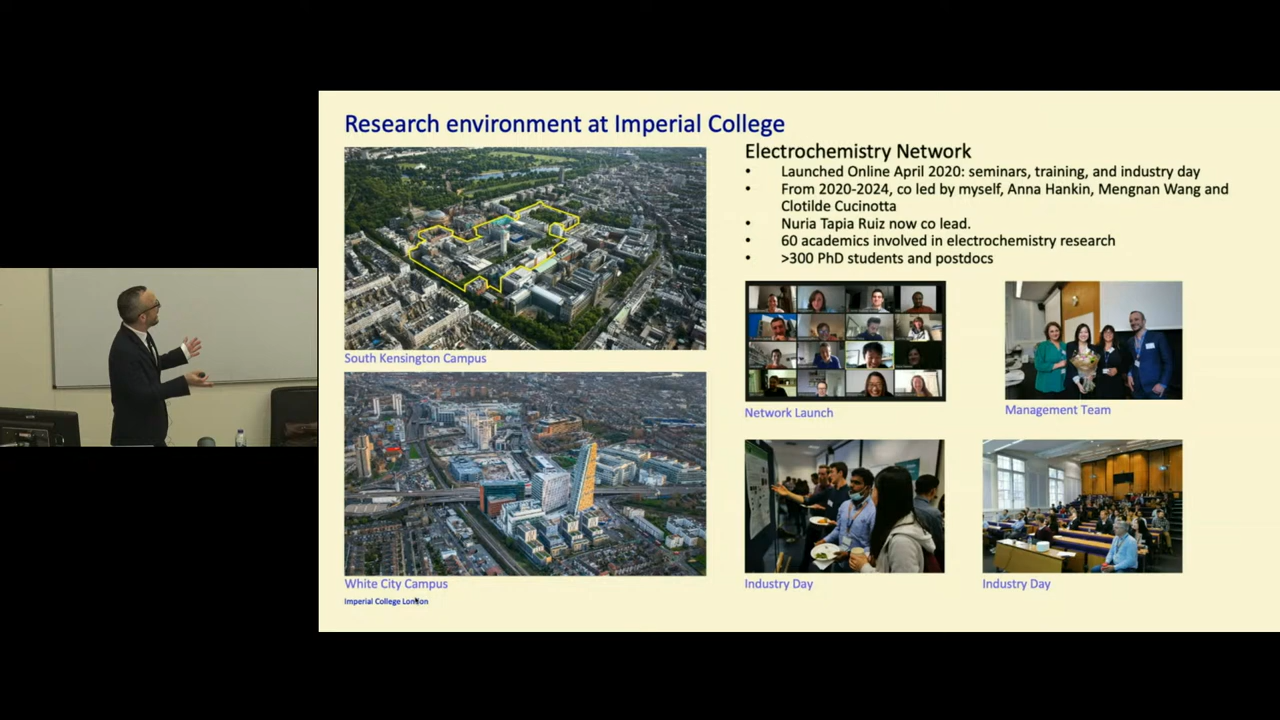 Research environment at Imperial College
South Kensington Campus
White City Campus
Imperial College London
Electrochemistry Network
• Launched Online April 2020: seminars, training, and industry day
• From 2020-2024, co led by myself, Anna Hankin, Mengnan Wang and
Clotilde Cucinotta
• Nuria Tapia Ruiz now co lead.
• 60 academics involved in electrochemistry research
• >300 PhD students and postdocs
Network Launch
Management Team
Industry Day
Industry Day